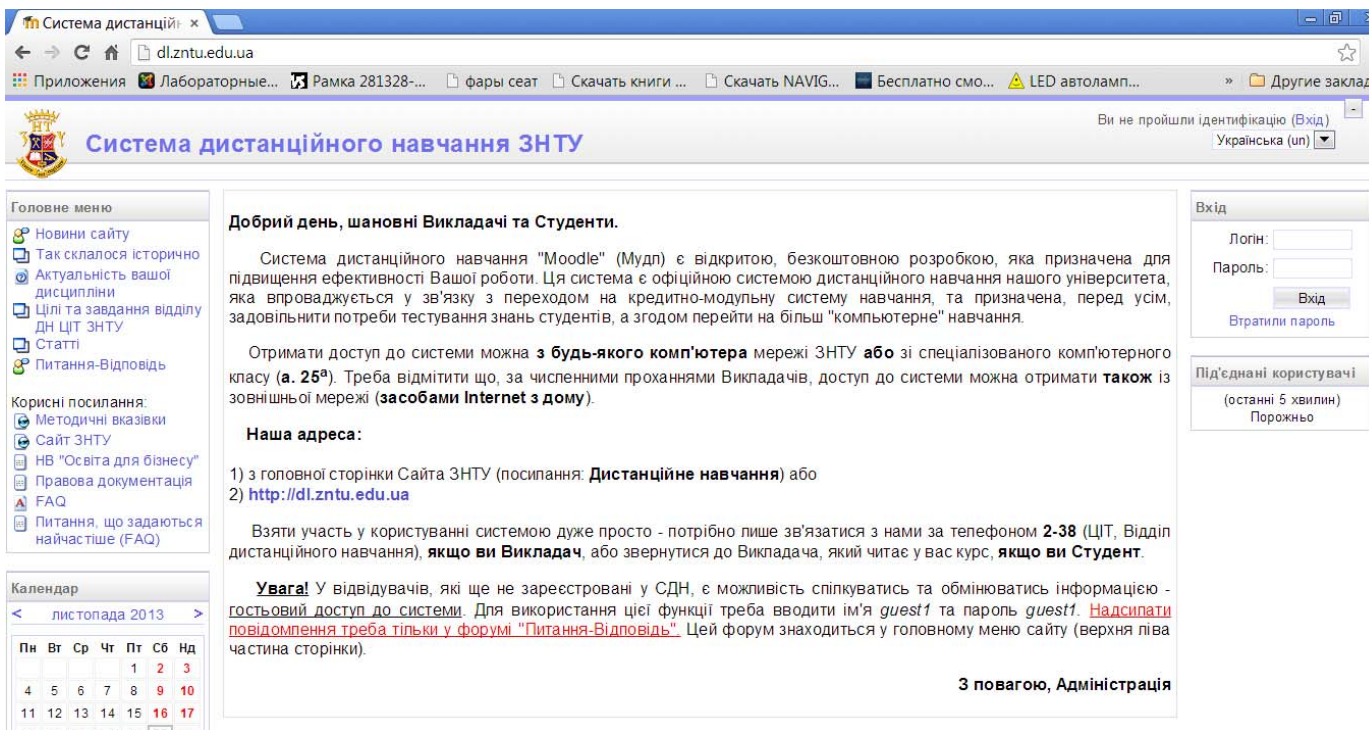 Система дистанційн
dl.zntu.edu.ua
Приложения Лабораторные... Рамка 281328-... фары сеат Скачать книги ... Скачать NAVIG... Бесплатно смо... LED автоламп... » Другие заклад
НТ
Система дистанційного навчання ЗНТУ
Ви не пройшли ідентифікацію (Вхід)
Українська (un)
Головне меню
Новини сайту
Так склалося історично
Актуальність вашої
дисципліни
Цілі та завдання відділу
ДН ЦІТ ЗНТУ
Статті
Питання-Відповідь
Корисні посилання:
Методичні вказівки
Сайт ЗНТУ
НВ "Освіта для бізнесу"
Правова документація
FAQ
Питання, що задаються
найчастіше (FAQ)
Календар
< листопада 2013 >
Пн Вт Ср Чт Пт Сб Нд
1 2 3
4 5 6 7 8 9 10
11 12 13 14 15 16 17
Добрий день, шановні Викладачі та Студенти.
Система дистанційного навчання "Moodle" (Мудл) є відкритою, безкоштовною розробкою, яка призначена для
підвищення ефективності Вашої роботи. Ця система є офіційною системою дистанційного навчання нашого університета,
яка впроваджується у зв'язку з переходом на кредитно-модульну систему навчання, та призначена, перед усім,
задовільнити потреби тестування знань студентів, а згодом перейти на більш "компьютерне" навчання.
Отримати доступ до системи можна з будь-якого комп'ютера мережі ЗНТУ або зі спеціалізованого комп'ютерного
класу (а. 25а). Треба відмітити що, за численними проханнями Викладачів, доступ до системи можна отримати також із
зовнішньої мережі (засобами Internet з дому).
Наша адреса:
1) з головної сторінки Сайта ЗНТУ (посилання: Дистанційне навчання) або
2) http://dl.zntu.edu.ua
Взяти участь у користуванні системою дуже просто - потрібно лише зв'язатися з нами за телефоном 2-38 (ЦІТ, Відділ
дистанційного навчання), якщо ви Викладач, або звернутися до Викладача, який читає у вас курс, якщо ви Студент.
Увага! У відвідувачів, які ще не зареєстровані у СДН, є можливість спілкуватись та обмінюватись інформацією -
гостьовий доступ до системи. Для використання цієї функції треба вводити ім'я guest1 та пароль guest1. Надсилати
повідомлення треба тільки у форумі "Питання-Відповідь". Цей форум знаходиться у головному меню сайту (верхня ліва
частина сторінки).
З повагою, Адміністрація
Вхід
Логін:
Пароль:
Вхід
Втратили пароль
Під'єднані користувачі
(останні 5 хвилин)
Порожньо